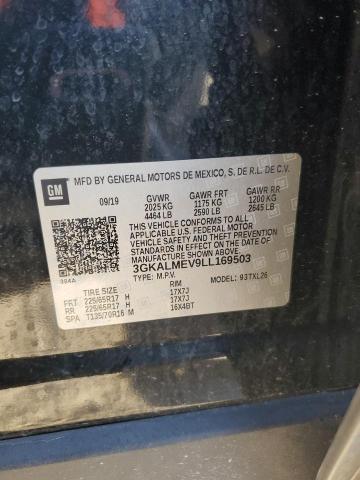 GM
MFD BY GENERAL MOTORS DE MEXICO, S. DE R.L. DE C.V.
09/19 GVWR GAWR FRT GAWR RR
2025 KG 1175 KG 1200 KG
4464 LB 2590 LB 2645 LB
THIS VEHICLE CONFORMS TO ALL APPLICABLE
U.S. FEDERAL MOTOR VEHICLE SAFETY AND
THEFT PREVENTION STANDARDS IN EFFECT ON
THE DATE OF MANUFACTURE SHOWN ABOVE.
3GKALMEV9LL169503
TYPE: M.P.V. MODEL: 93TXL26
RIM
FRT 225/65R17 H 17X7J
RR 225/65R17 H 17X7J
SPA T135/70R16 M 16X4BT